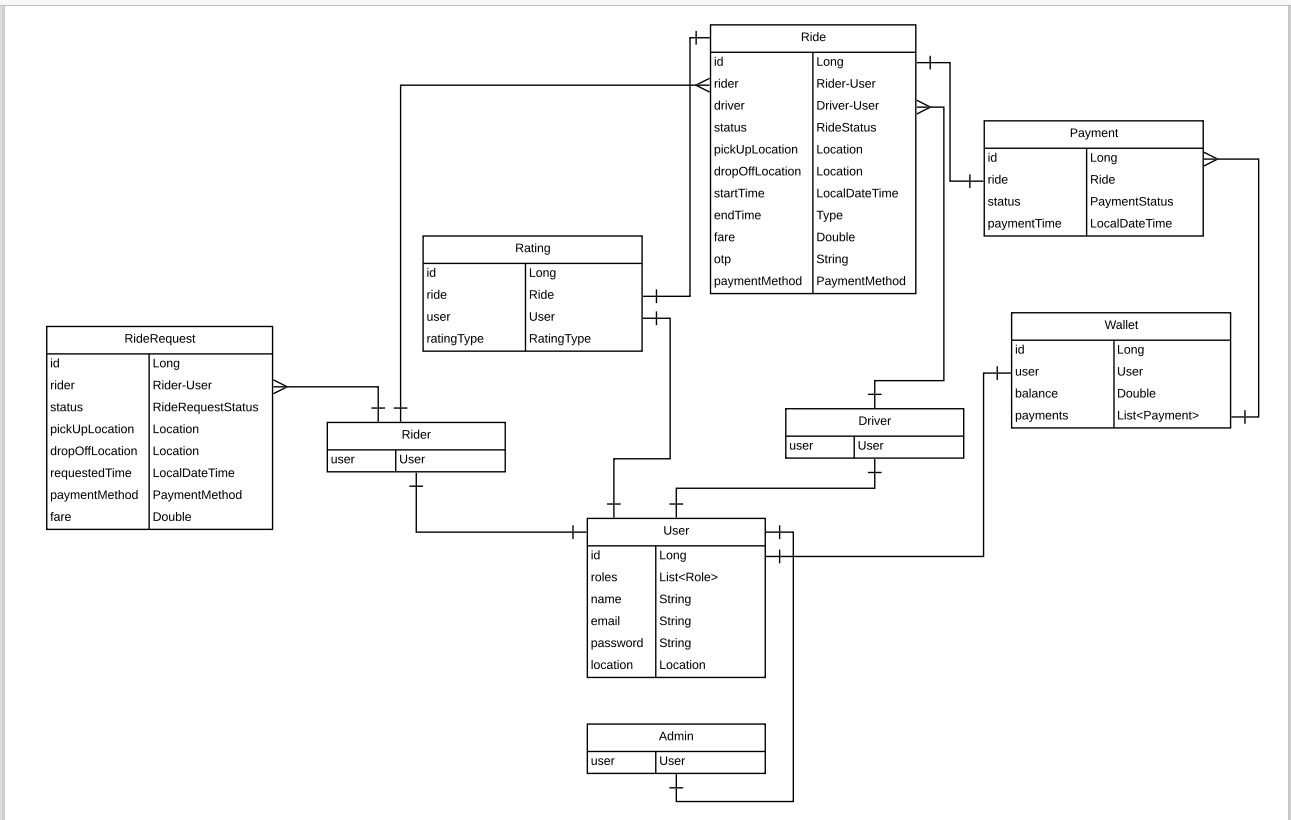 Ride
id Long
rider Rider-User
driver Driver-User
status RideStatus
pickUpLocation Location
dropOffLocation Location
startTime LocalDateTime
endTime Type
fare Double
otp String
paymentMethod PaymentMethod
Payment
id Long
ride Ride
status PaymentStatus
paymentTime LocalDateTime
Rating
id Long
ride Ride
user User
ratingType RatingType
Wallet
id Long
user User
balance Double
payments List<Payment>
RideRequest
id Long
rider Rider-User
status RideRequestStatus
pickUpLocation Location
dropOffLocation Location
requestedTime LocalDateTime
paymentMethod PaymentMethod
fare Double
Rider
user User
Driver
user User
User
id Long
roles List<Role>
name String
email String
password String
location Location
Admin
user User